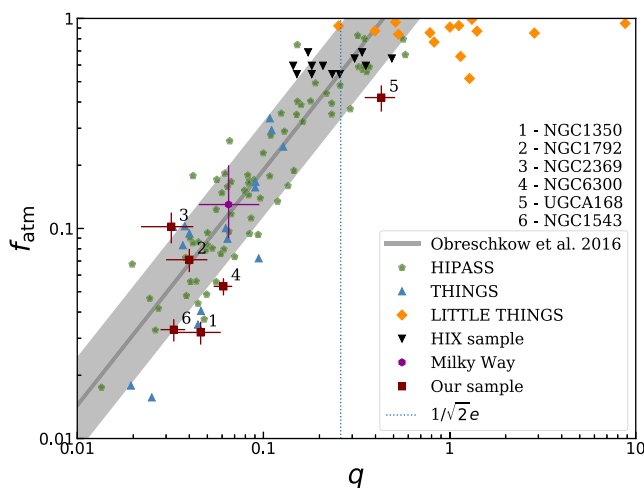 1
5
1 - NGC1350
2 - NGC1792
3 - NGC2369
4 - NGC6300
5 - UGCA168
6 - NGC1543
f_atm
0.1
3
2
4
Obreschkow et al. 2016
HIPASS
THINGS
LITTLE THINGS
HIX sample
Milky Way
Our sample
1/√2e
6
1
0.01
0.01
0.1
1
10
q